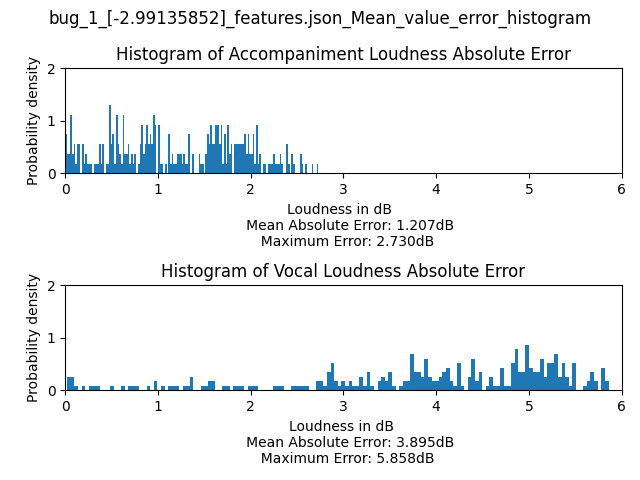 bug_1_[-2.99135852]_features.json_Mean_value_error_histogram
Histogram of Accompaniment Loudness Absolute Error
Probability density
2
1
0
0 1 2 3 4 5 6
Loudness in dB
Mean Absolute Error: 1.207dB
Maximum Error: 2.730dB
Histogram of Vocal Loudness Absolute Error
Probability density
2
1
0
0 1 2 3 4 5 6
Loudness in dB
Mean Absolute Error: 3.895dB
Maximum Error: 5.858dB